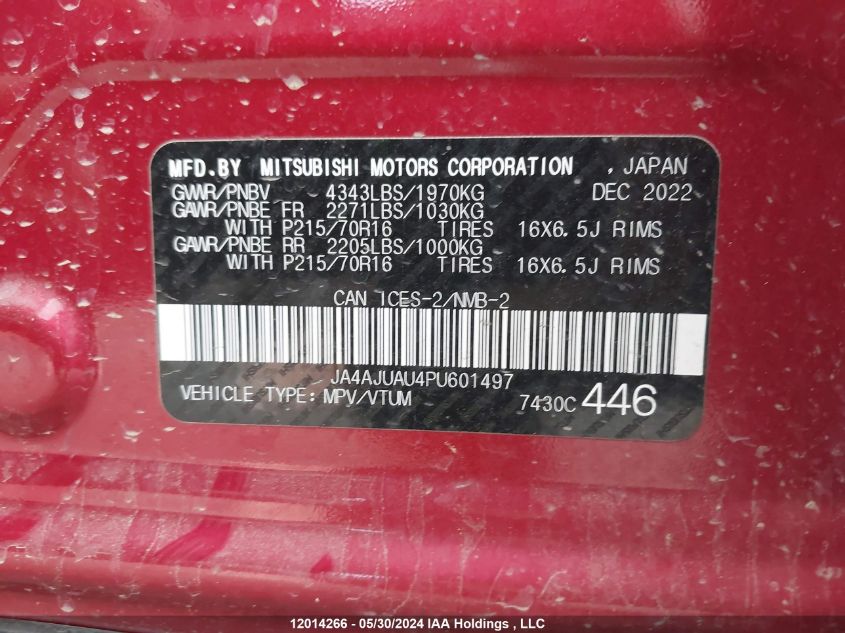 MFD.BY MITSUBISHI MOTORS CORPORATION , JAPAN
GVWR/PNBV 4343LBS/1970KG DEC 2022
GAWR/PNBE FR 2271LBS/1030KG
WITH P215/70R16 TIRES 16X6.5J RIMS
GAWR/PNBE RR 2205LBS/1000KG
WITH P215/70R16 TIRES 16X6.5J RIMS
CAN ICES-2/NMB-2
JA4AJUAU4PU601497
VEHICLE TYPE: MPV/VTUM 7430C 446
12014266 - 05/30/2024 IAA Holdings , LLC